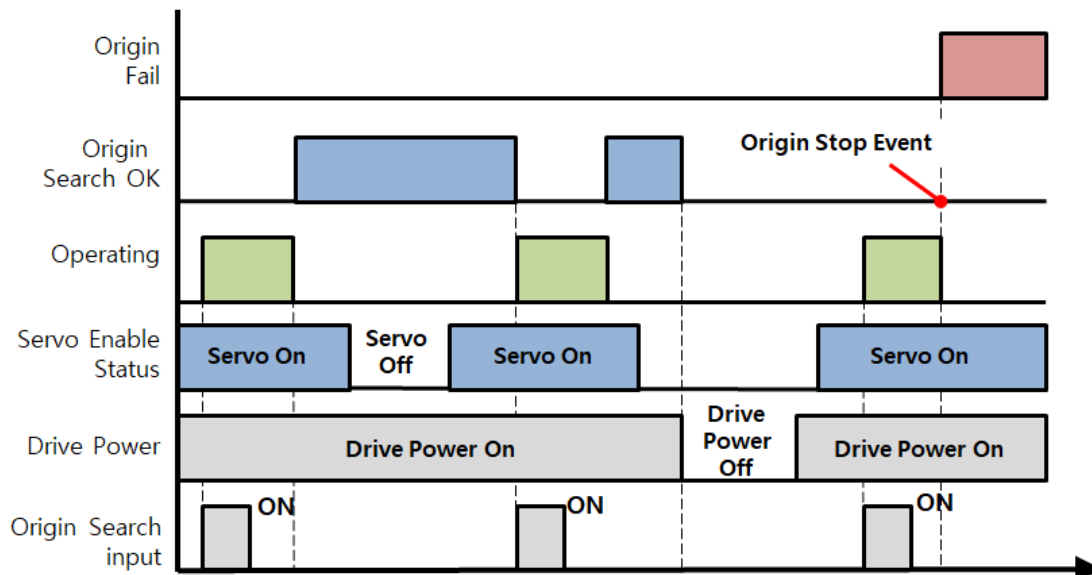 Origin
Fail
Origin
Search OK
Origin Stop Event
Operating
Servo Enable
Status
Servo On
Servo
Off
Servo On
Servo On
Drive Power
Drive Power On
Drive
Power
Off
Drive Power On
Origin Search
input
ON
ON
ON